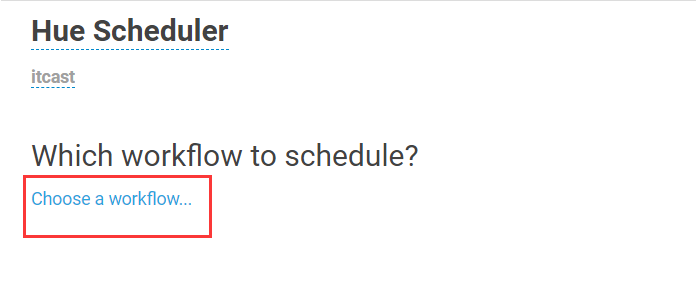 Hue Scheduler
itcast
Which workflow to schedule?
Choose a workflow...